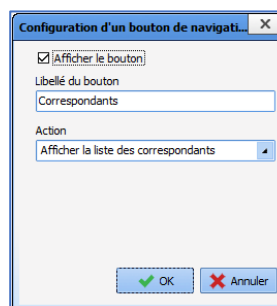 Configuration d'un bouton de navigati...
Afficher le bouton
Libellé du bouton
Correspondants
Action
Afficher la liste des correspondants
OK
Annuler